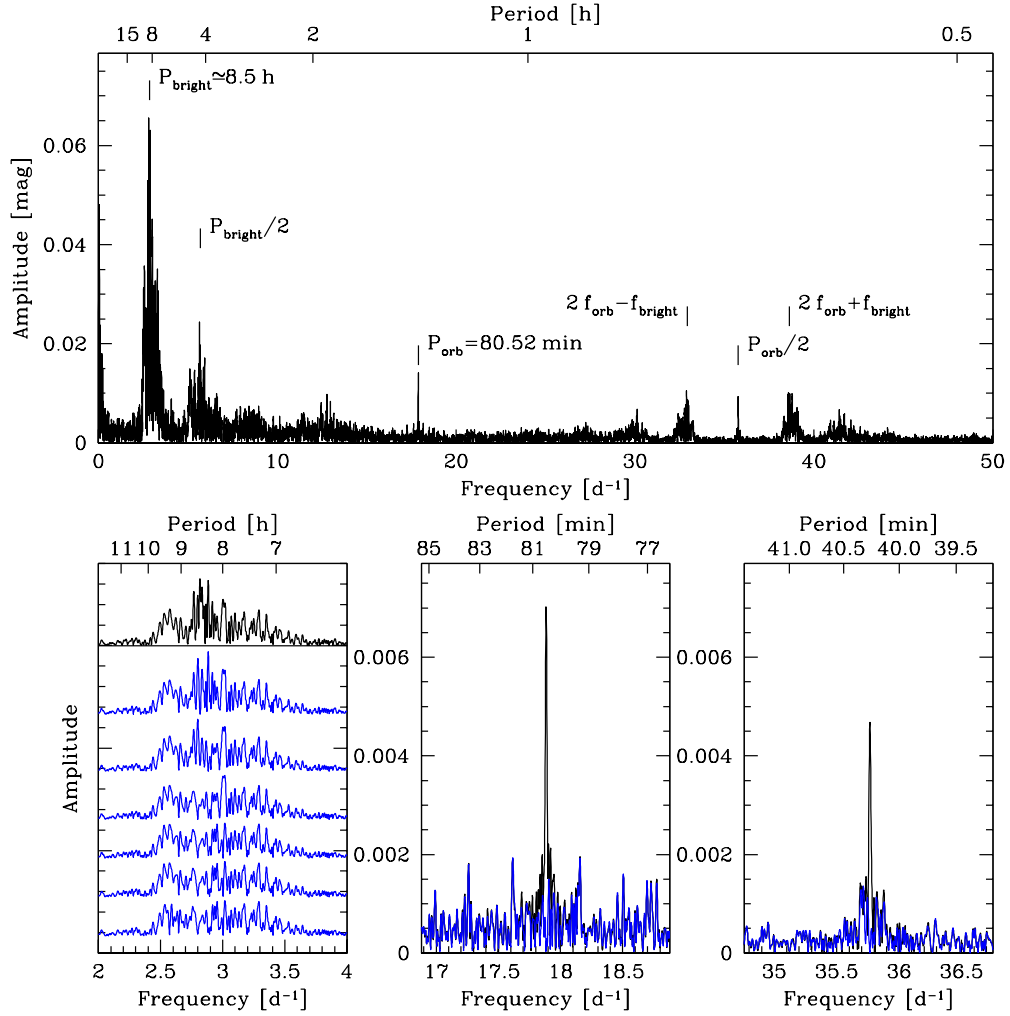 Period [h]
15 8 4 2 1 0.5
P_bright≃8.5 h
P_bright/2
2 f_orb−f_bright
2 f_orb+f_bright
P_orb=80.52 min
P_orb/2
Amplitude [mag]
0.06
0.04
0.02
0
0 10 20 30 40 50
Frequency [d⁻¹]
Period [h]
11 10 9 8 7
Amplitude
2 2.5 3 3.5 4
Frequency [d⁻¹]
Period [min]
85 83 81 79 77
0.006
0.004
0.002
0
17 17.5 18 18.5
Frequency [d⁻¹]
Period [min]
41.0 40.5 40.0 39.5
0.006
0.004
0.002
0
35 35.5 36 36.5
Frequency [d⁻¹]